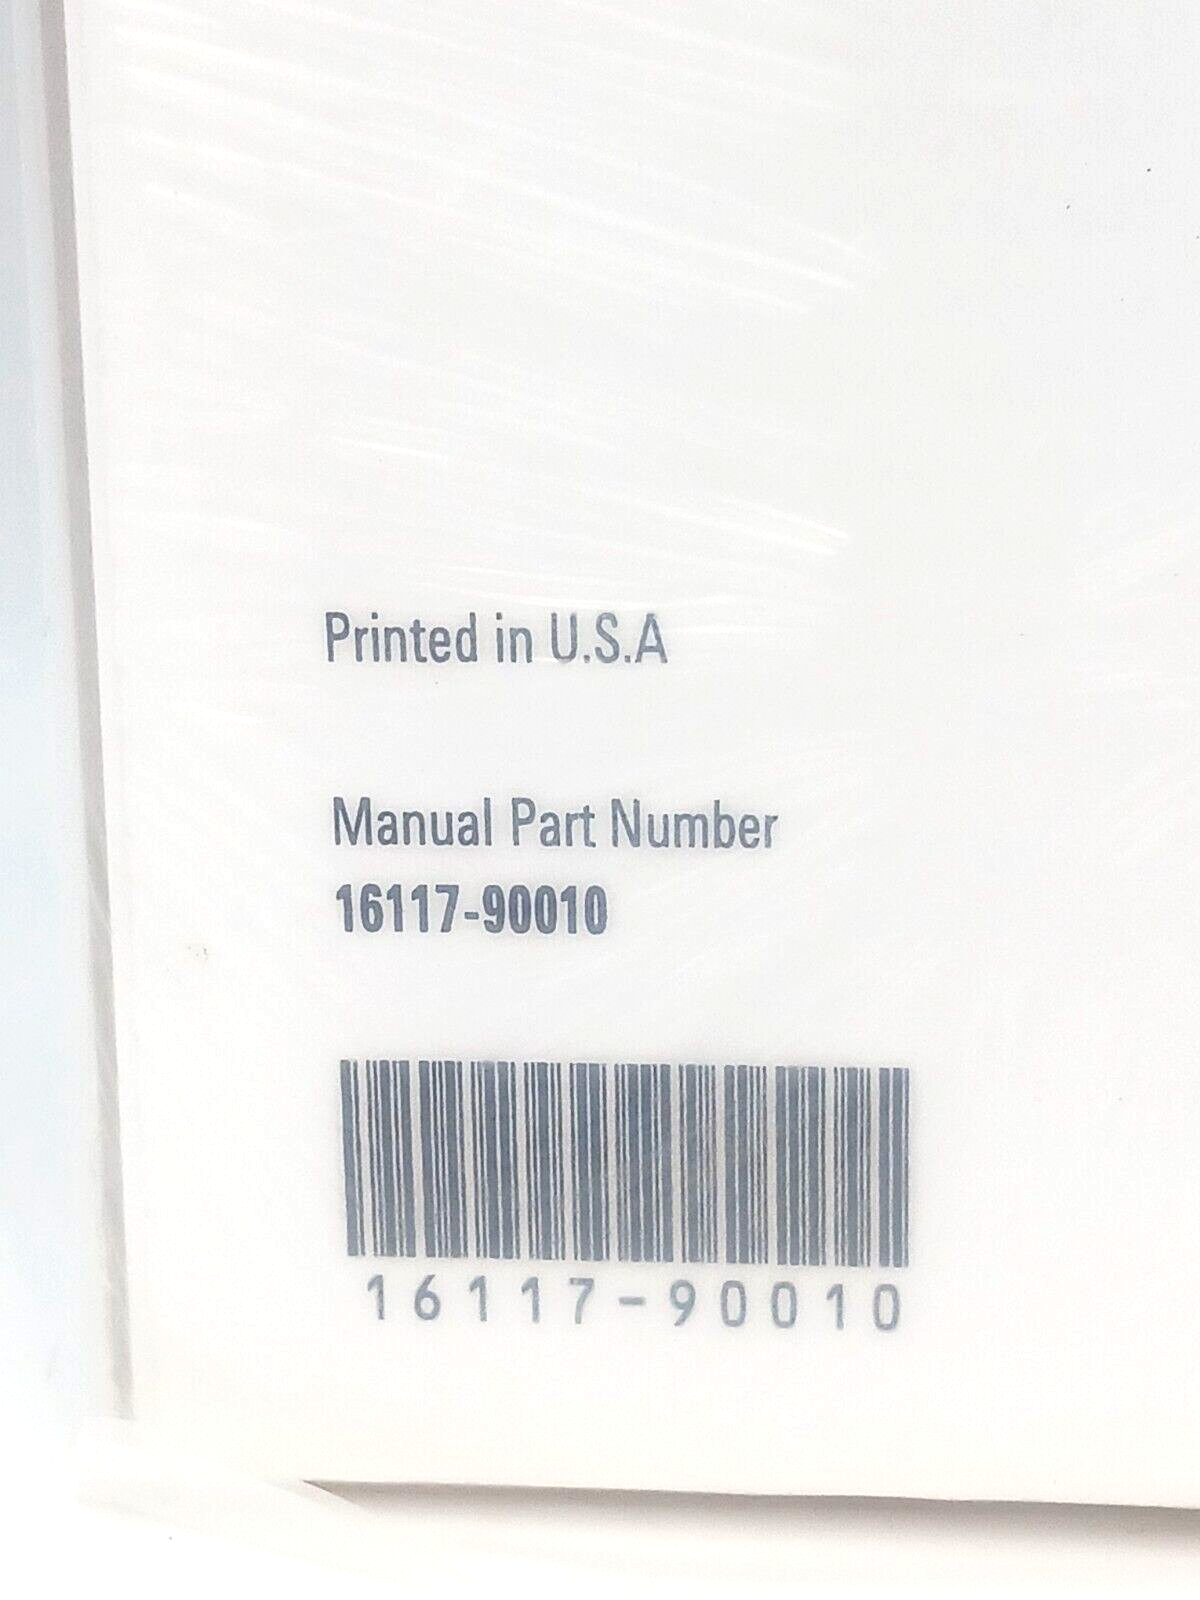 Printed in U.S.A
Manual Part Number
16117-90010
16117-90010